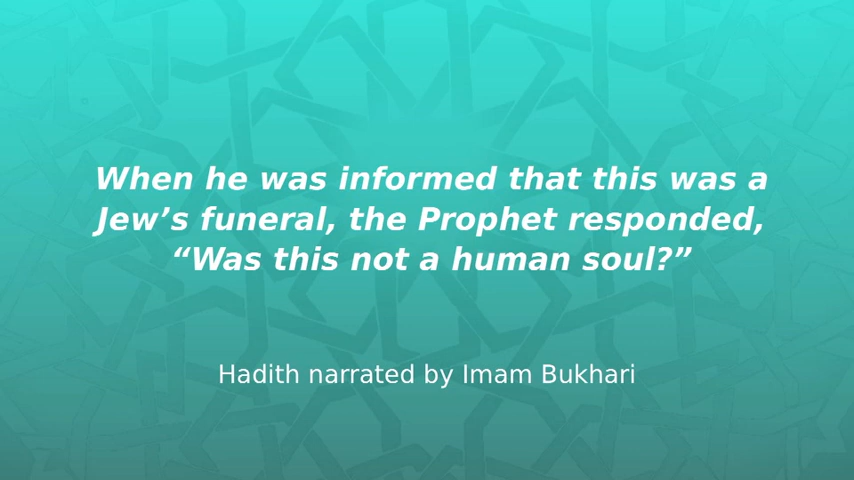 When he was informed that this was a
Jew’s funeral, the Prophet responded,
“Was this not a human soul?”
Hadith narrated by Imam Bukhari